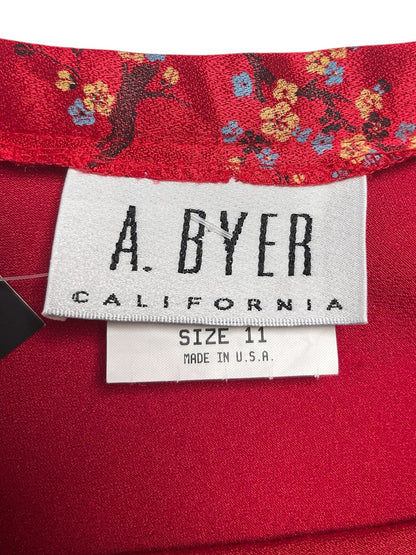 A. BYER
CALIFORNIA
SIZE 11
MADE IN U.S.A.